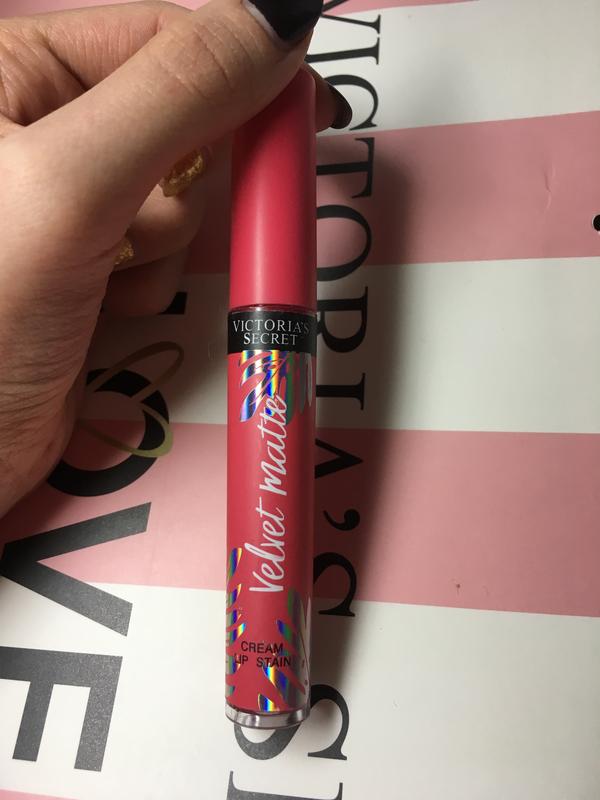 VICTORIA'S
SECRET
Velvet Matte
CREAM
LIP STAIN
VICTORIA'S S
LOVE